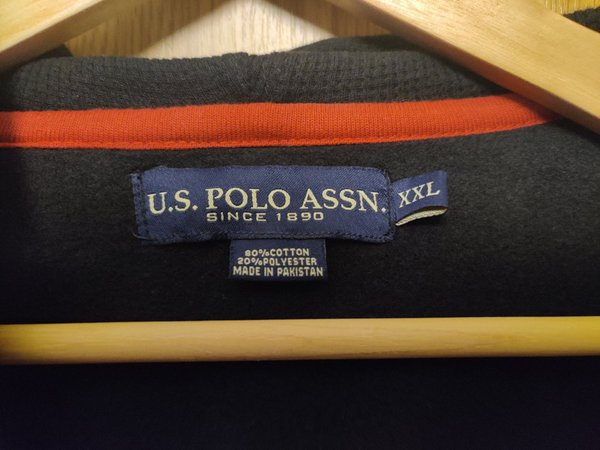 U.S. POLO ASSN.
SINCE 1890
XXL
80%COTTON
20%POLYESTER
MADE IN PAKISTAN